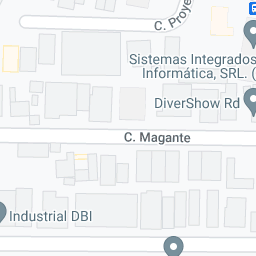 C. Proye
Sistemas Integrados
Informática, SRL. (
DiverShow Rd
C. Magante
Industrial DBI